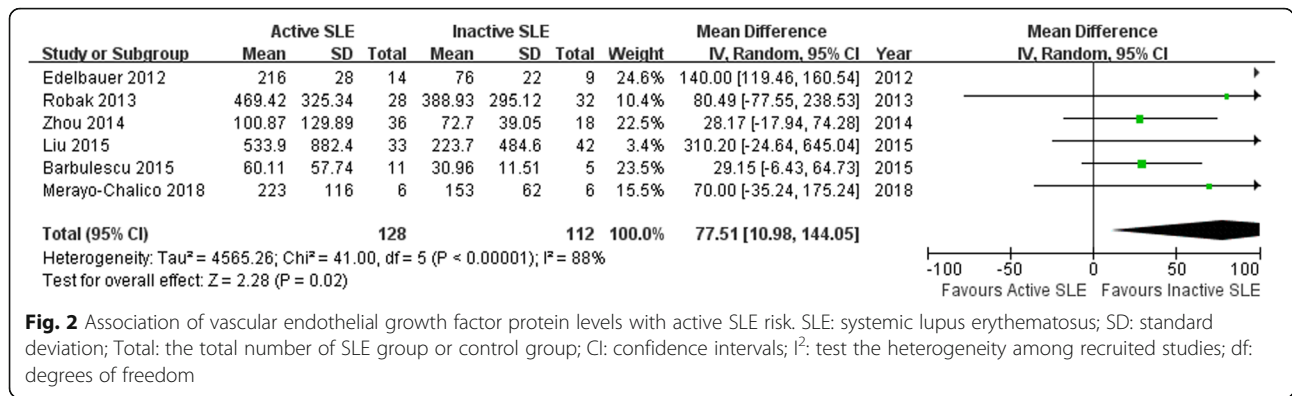 Active SLE Inactive SLE Mean Difference Mean Difference
Study or Subgroup Mean SD Total Mean SD Total Weight IV, Random, 95% CI Year IV, Random, 95% CI
Edelbauer 2012 216 28 14 76 22 9 24.6% 140.00 [119.46, 160.54] 2012
Robak 2013 469.42 325.34 28 388.93 295.12 32 10.4% 80.49 [-77.55, 238.53] 2013
Zhou 2014 100.87 129.89 36 72.7 39.05 18 22.5% 28.17 [-17.94, 74.28] 2014
Liu 2015 533.9 882.4 33 223.7 484.6 42 3.4% 310.20 [-24.64, 645.04] 2015
Barbulescu 2015 60.11 57.74 11 30.96 11.51 5 23.5% 29.15 [-6.43, 64.73] 2015
Merayo-Chalico 2018 223 116 6 153 62 6 15.5% 70.00 [-35.24, 175.24] 2018
Total (95% CI) 128 112 100.0% 77.51 [10.98, 144.05]
Heterogeneity: Tau² = 4565.26; Chi² = 41.00, df = 5 (P < 0.00001); I² = 88%
Test for overall effect: Z = 2.28 (P = 0.02)
-100 -50 0 50 100
Favours Active SLE Favours Inactive SLE
Fig. 2 Association of vascular endothelial growth factor protein levels with active SLE risk. SLE: systemic lupus erythematosus; SD: standard
deviation; Total: the total number of SLE group or control group; CI: confidence intervals; I²: test the heterogeneity among recruited studies; df:
degrees of freedom